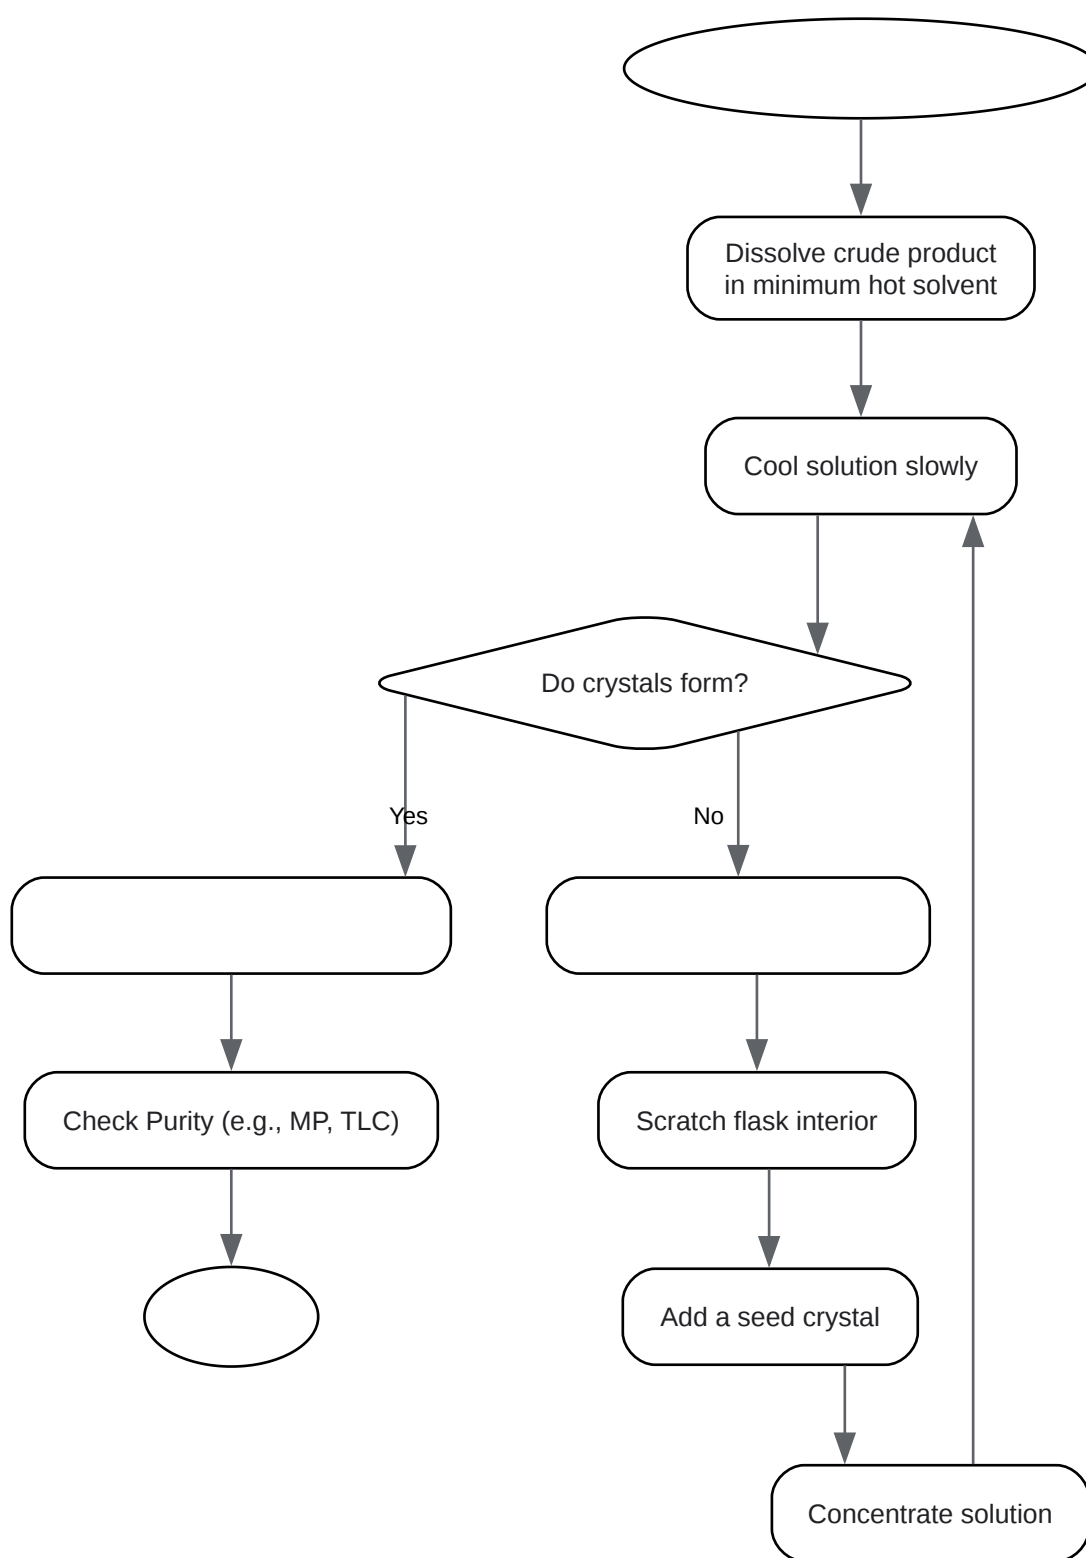 Dissolve crude product
in minimum hot solvent
Cool solution slowly
Do crystals form?
Yes
No
Check Purity (e.g., MP, TLC)
Scratch flask interior
Add a seed crystal
Concentrate solution